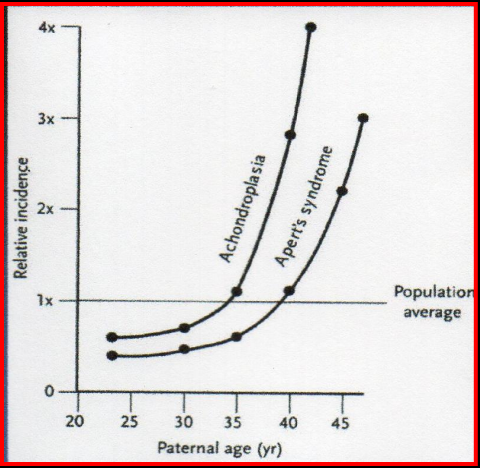 4x
3x
2x
1x
0
20 25 30 35 40 45
Relative incidence
Paternal age (yr)
Achondroplasia
Apert's syndrome
Population
average